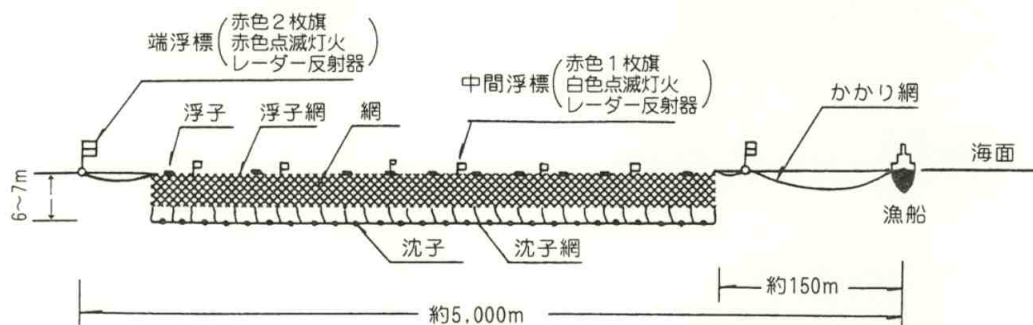 端浮標
赤色2枚旗
赤色点滅灯火
レーダー反射器
中間浮標
赤色1枚旗
白色点滅灯火
レーダー反射器
浮子
浮子網
網
かかり網
海面
6~7m
漁船
沈子
沈子網
約150m
約5,000m